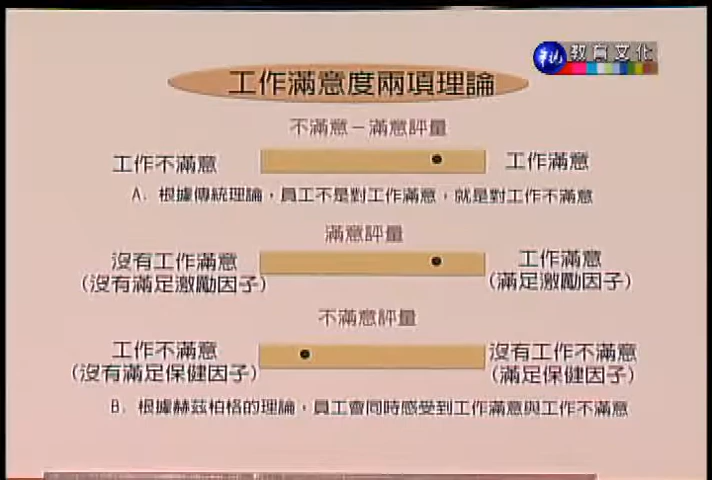 華視 教育文化
工作滿意度兩項理論
不滿意－滿意評量
工作不滿意 工作滿意
A. 根據傳統理論，員工不是對工作滿意，就是對工作不滿意
滿意評量
沒有工作滿意 工作滿意
(沒有滿足激勵因子) (滿足激勵因子)
不滿意評量
工作不滿意 沒有工作不滿意
(沒有滿足保健因子) (滿足保健因子)
B. 根據赫茲柏格的理論，員工會同時感受到工作滿意與工作不滿意